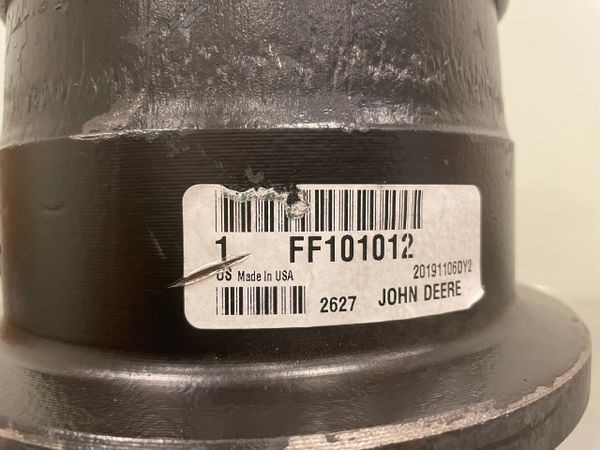 1 FF101012
US Made In USA 20191106DY2
2627 JOHN DEERE